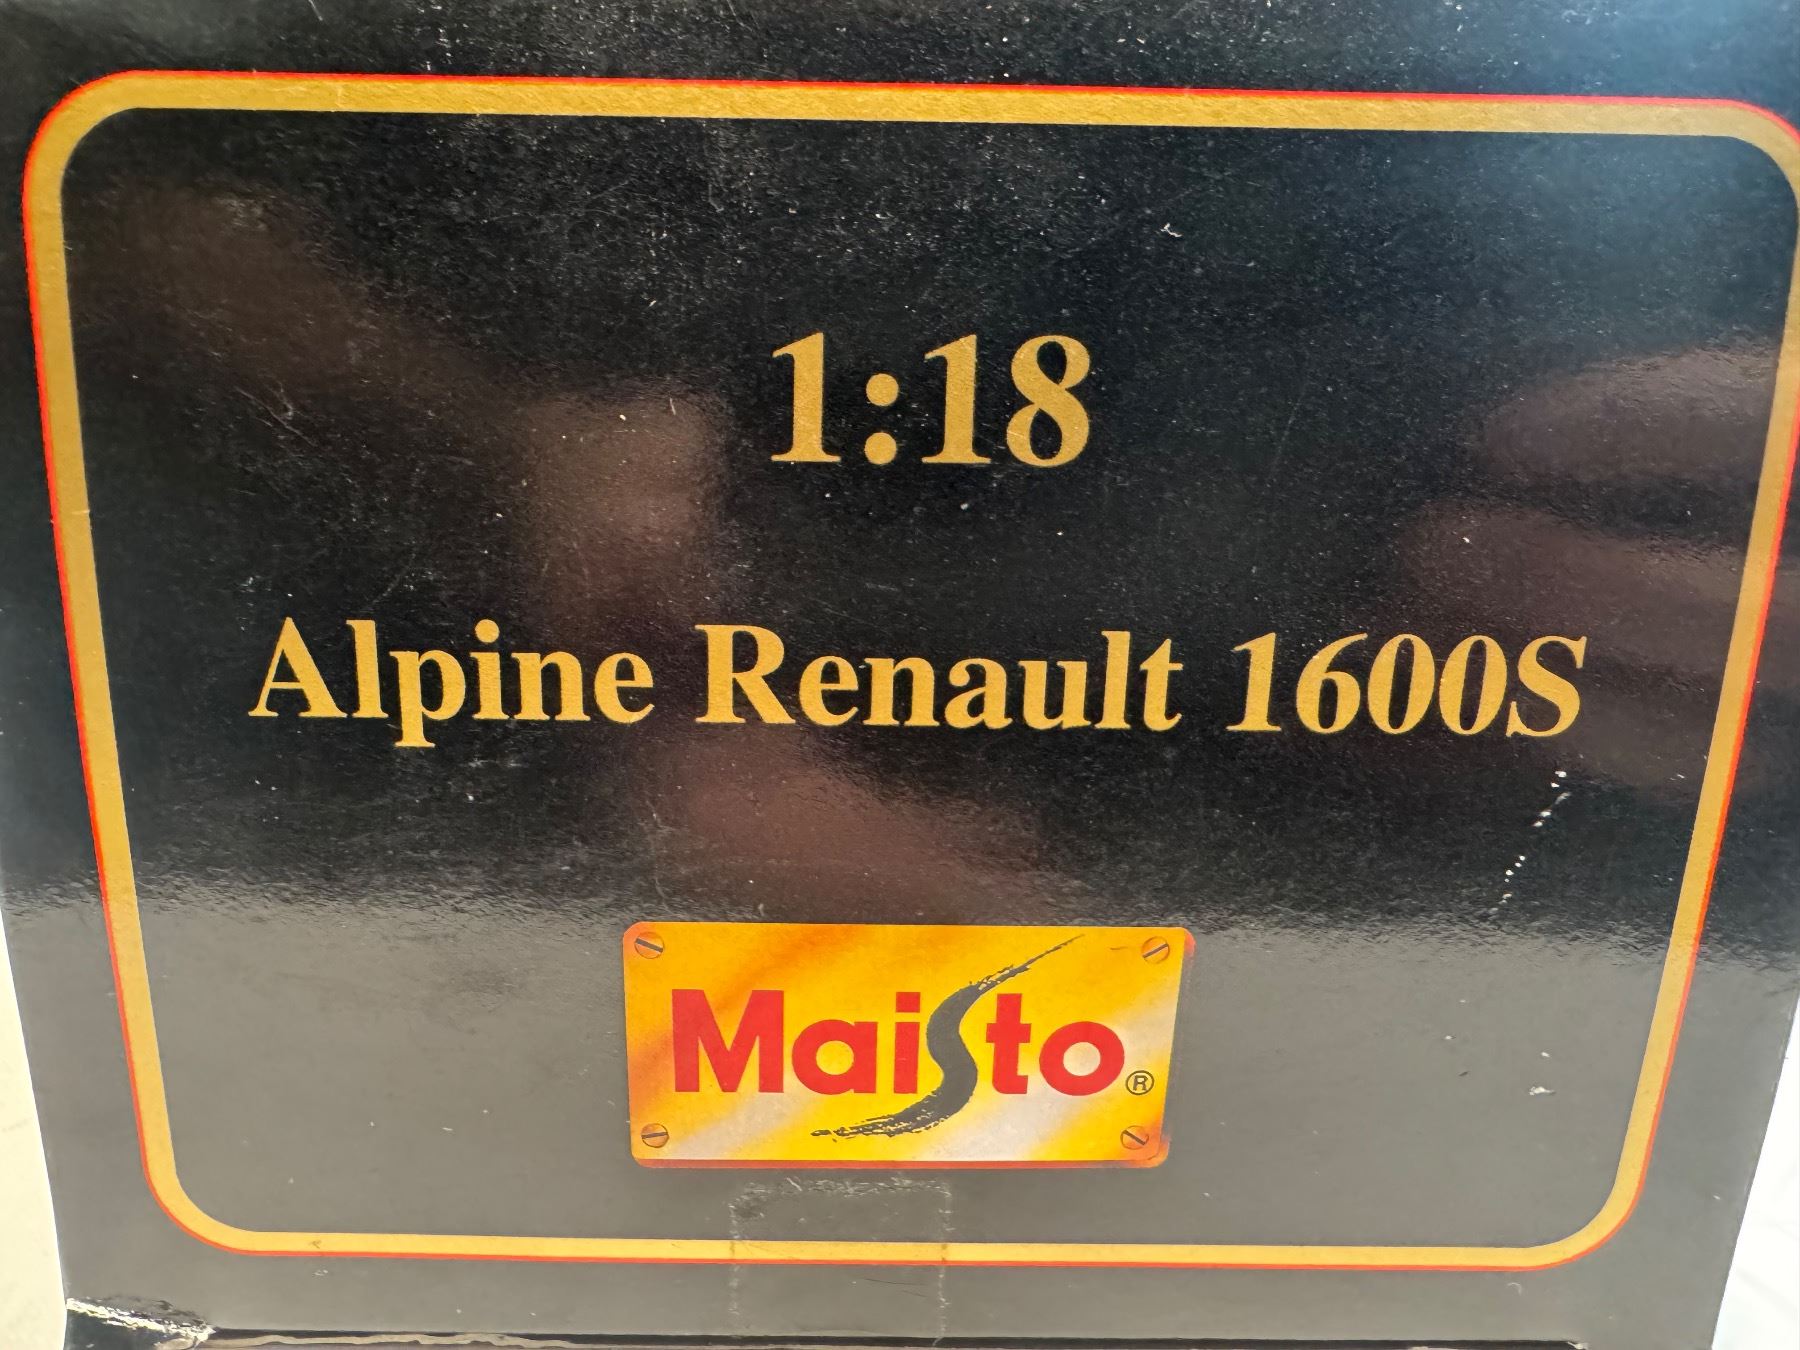 1:18
Alpine Renault 1600S
Maisto®